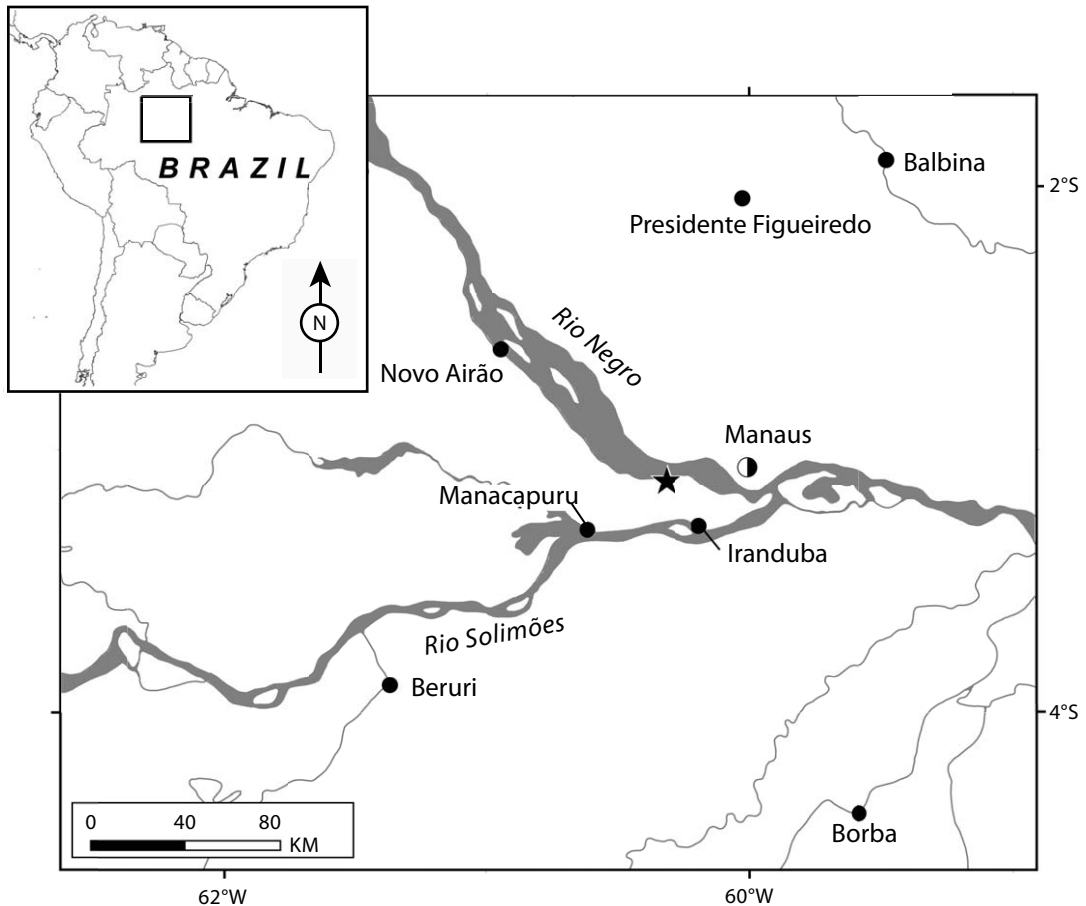 BRAZIL
N
Balbina
2°S
Presidente Figueiredo
Rio Negro
Novo Airão
Manaus
Manacapuru
Iranduba
Rio Solimões
Beruri
4°S
0 40 80
KM
Borba
62°W 60°W